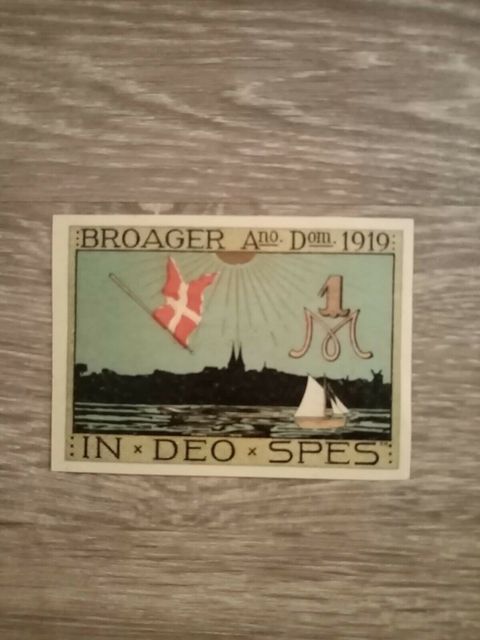 BROAGER Ano. Dom. 1919
1
M
IN × DEO × SPES